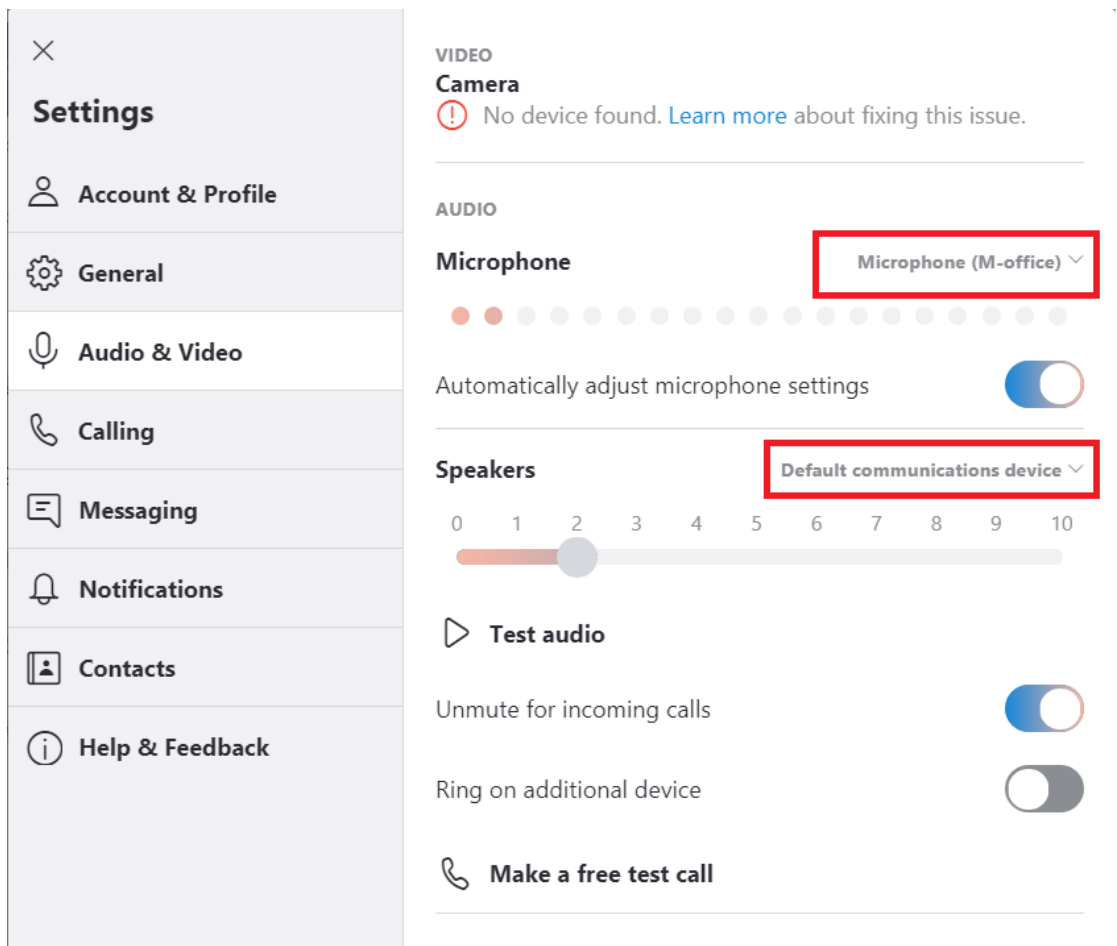 Settings
Account & Profile
General
Audio & Video
Calling
Messaging
Notifications
Contacts
Help & Feedback
VIDEO
Camera
No device found. Learn more about fixing this issue.
AUDIO
Microphone Microphone (M-office)
Automatically adjust microphone settings
Speakers Default communications device
0 1 2 3 4 5 6 7 8 9 10
Test audio
Unmute for incoming calls
Ring on additional device
Make a free test call